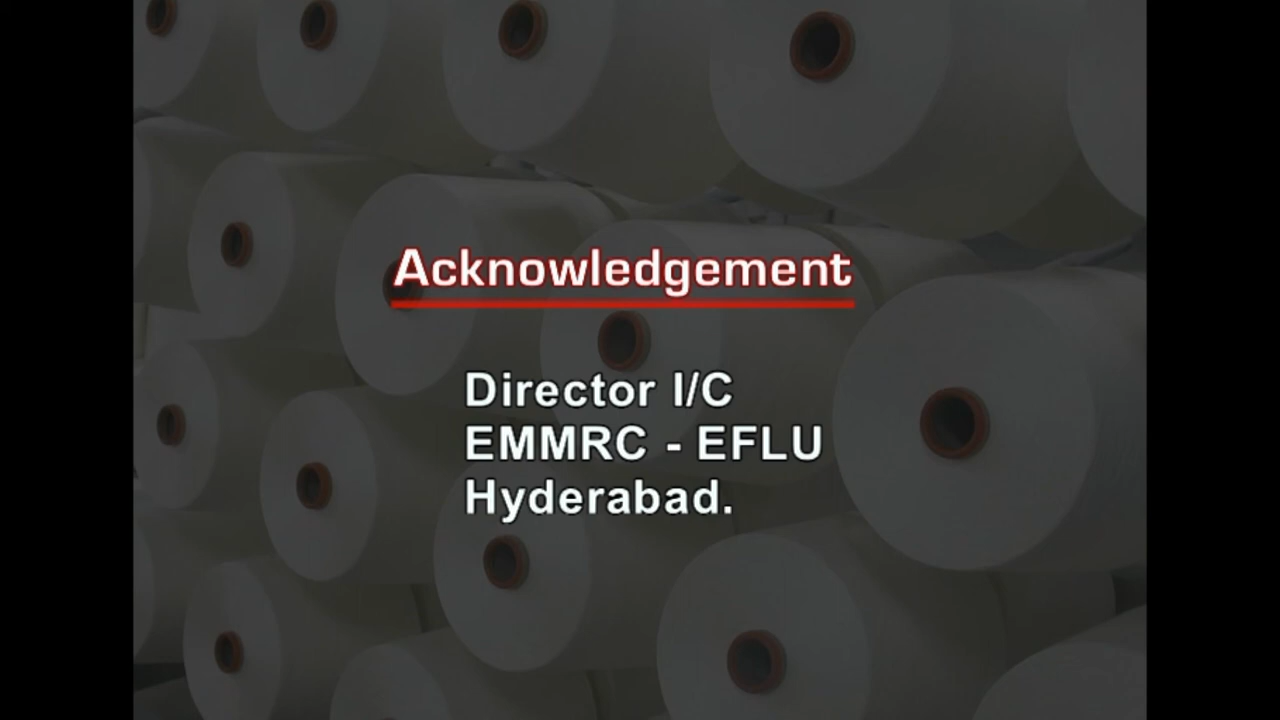 Acknowledgement
Director I/C
EMMRC - EFLU
Hyderabad.